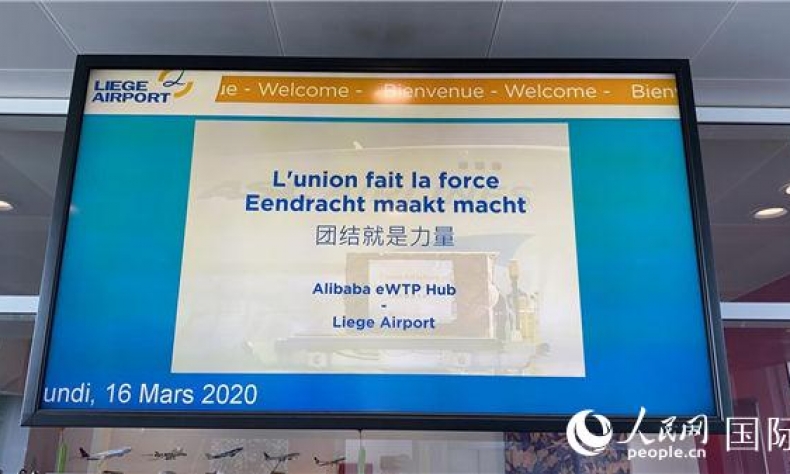 LIEGE
AIRPORT
ue - Welcome - Bienvenue - Welcome - Bien
L'union fait la force
Eendracht maakt macht
团结就是力量
Alibaba eWTP Hub
-
Liege Airport
undi, 16 Mars 2020
人民网 国际
people.cn